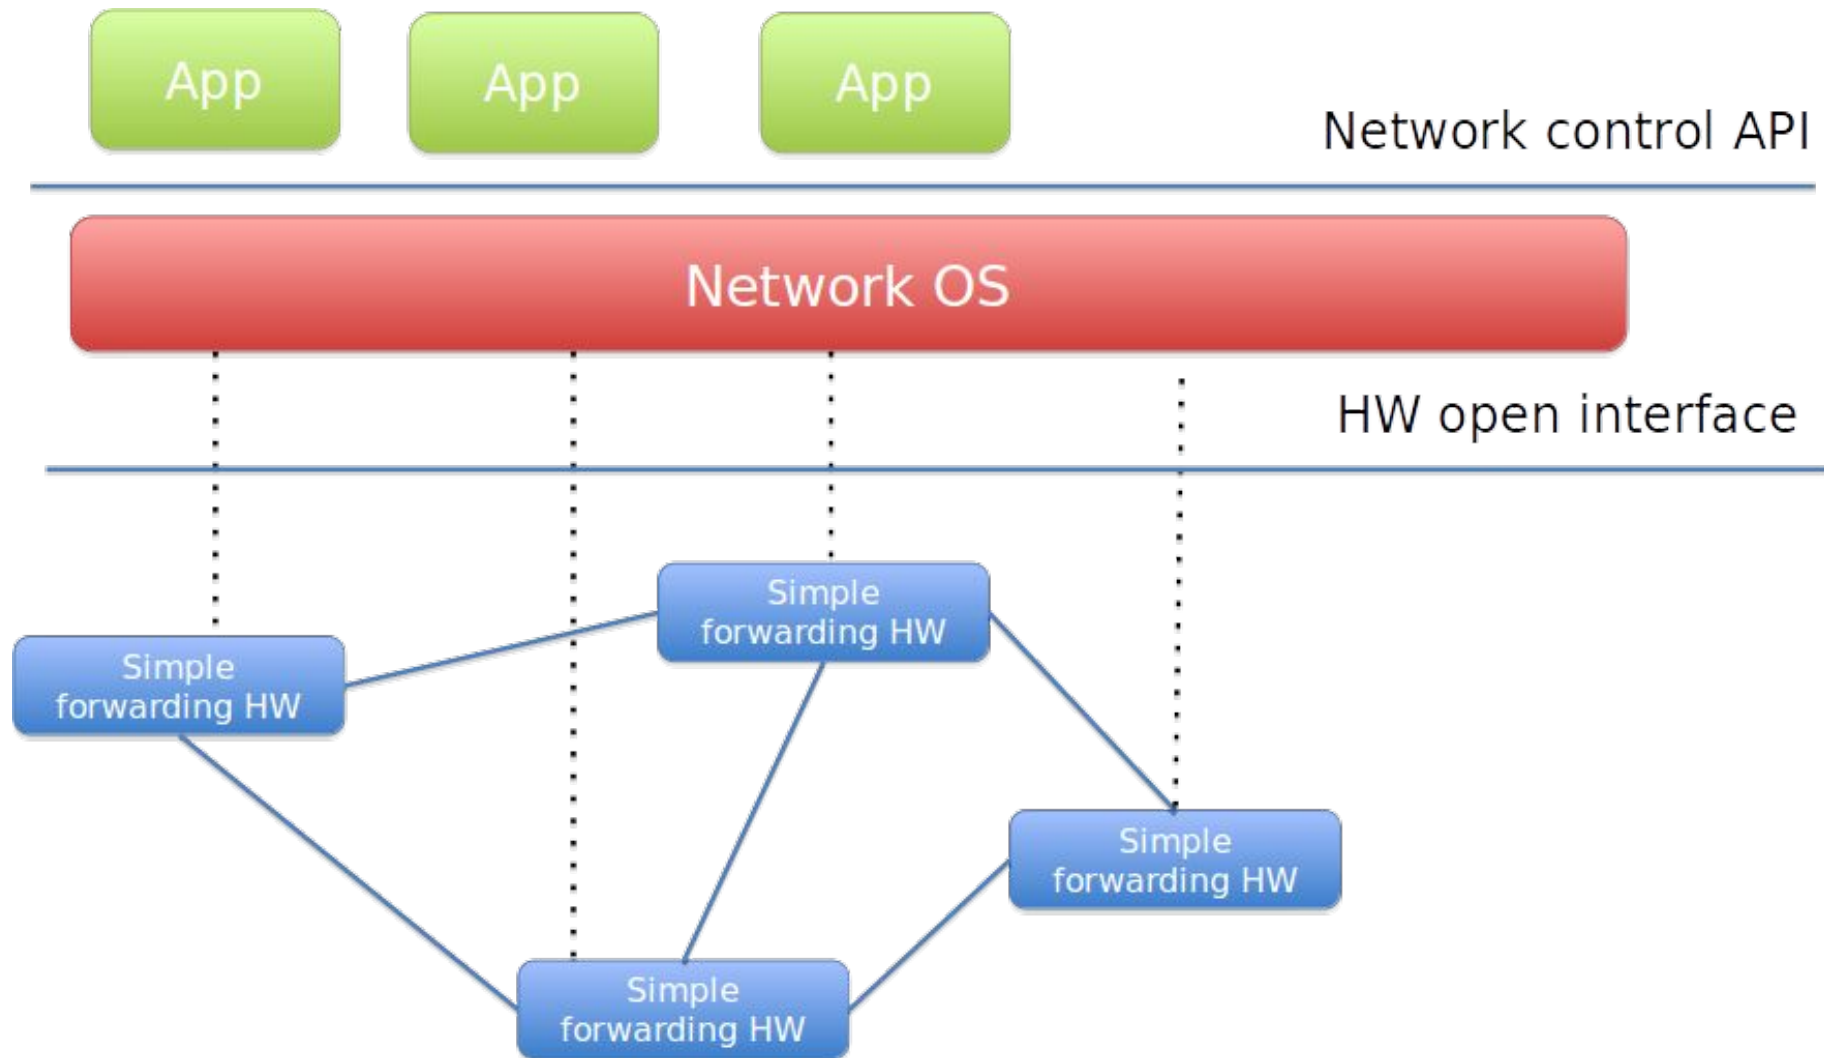 App
App
App
Network control API
Network OS
HW open interface
Simple
forwarding HW
Simple
forwarding HW
Simple
forwarding HW
Simple
forwarding HW